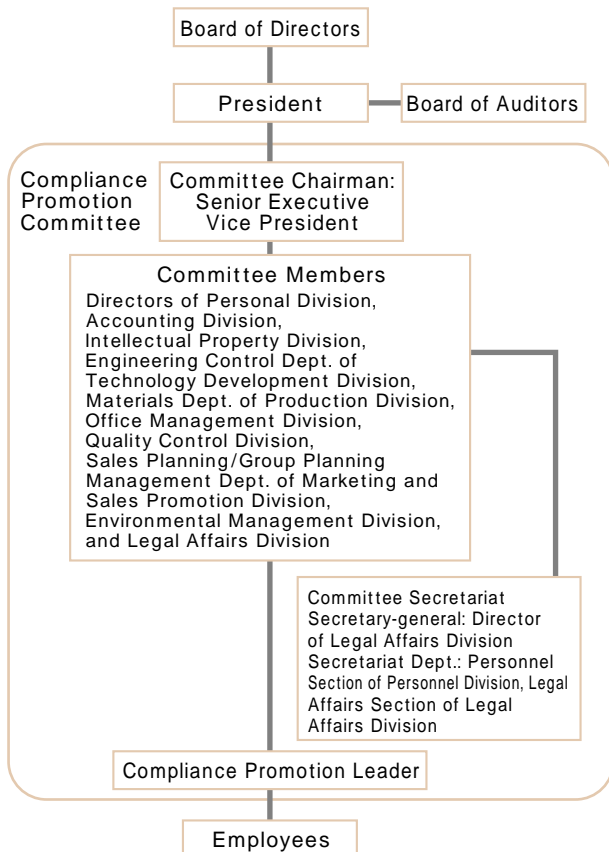 Board of Directors
President
Board of Auditors
Compliance
Promotion
Committee
Committee Chairman:
Senior Executive
Vice President
Committee Members
Directors of Personal Division,
Accounting Division,
Intellectual Property Division,
Engineering Control Dept. of
Technology Development Division,
Materials Dept. of Production Division,
Office Management Division,
Quality Control Division,
Sales Planning/Group Planning
Management Dept. of Marketing and
Sales Promotion Division,
Environmental Management Division,
and Legal Affairs Division
Committee Secretariat
Secretary-general: Director
of Legal Affairs Division
Secretariat Dept.: Personnel
Section of Personnel Division, Legal
Affairs Section of Legal
Affairs Division
Compliance Promotion Leader
Employees